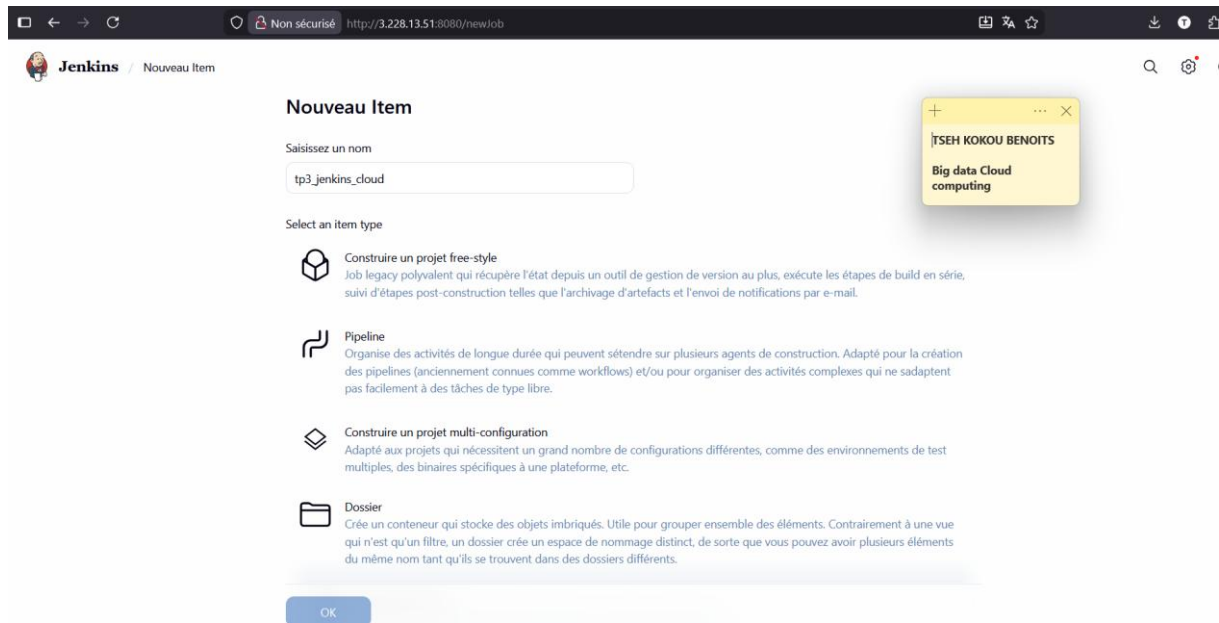 Non sécurisé http://3.228.13.51:8080/newJob
T
Jenkins / Nouveau Item
Nouveau Item
Saisissez un nom
tp3_jenkins_cloud
Select an item type
Construire un projet free-style
Job legacy polyvalent qui récupère l'état depuis un outil de gestion de version au plus, exécute les étapes de build en série,
suivi d'étapes post-construction telles que l'archivage d'artefacts et l'envoi de notifications par e-mail.
Pipeline
Organise des activités de longue durée qui peuvent sétendre sur plusieurs agents de construction. Adapté pour la création
des pipelines (anciennement connues comme workflows) et/ou pour organiser des activités complexes qui ne sadaptent
pas facilement à des tâches de type libre.
Construire un projet multi-configuration
Adapté aux projets qui nécessitent un grand nombre de configurations différentes, comme des environnements de test
multiples, des binaires spécifiques à une plateforme, etc.
Dossier
Crée un conteneur qui stocke des objets imbriqués. Utile pour grouper ensemble des éléments. Contrairement à une vue
qui n'est qu'un filtre, un dossier crée un espace de nommage distinct, de sorte que vous pouvez avoir plusieurs éléments
du même nom tant qu'ils se trouvent dans des dossiers différents.
OK
TSEH KOKOU BENOITS
Big data Cloud
computing